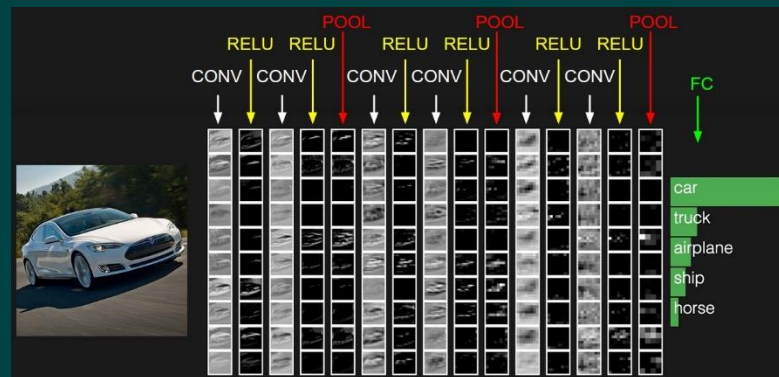 POOL POOL POOL
RELU RELU RELU RELU RELU RELU
CONV CONV CONV CONV CONV CONV
FC
car
truck
airplane
ship
horse